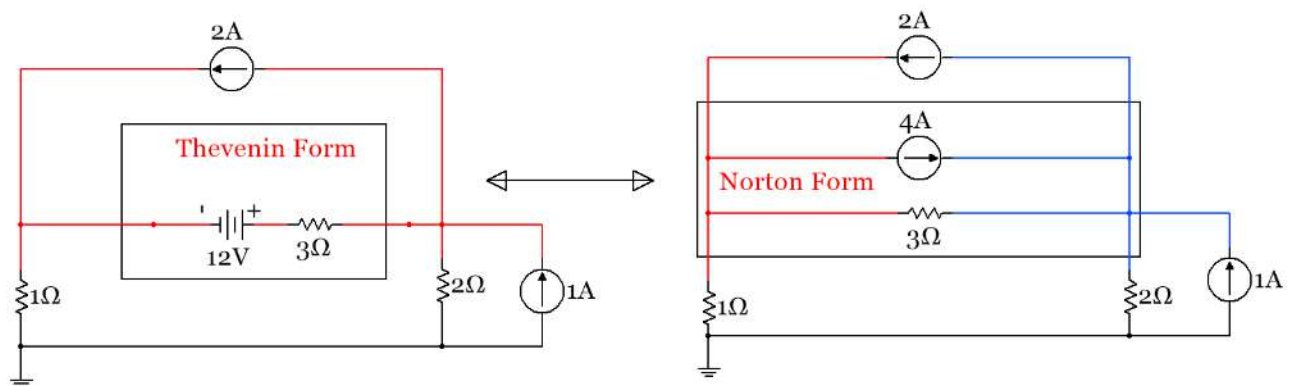 2A
Thevenin Form
' +
12V
3Ω
1Ω
2Ω
1A
2A
4A
Norton Form
3Ω
1Ω
2Ω
1A